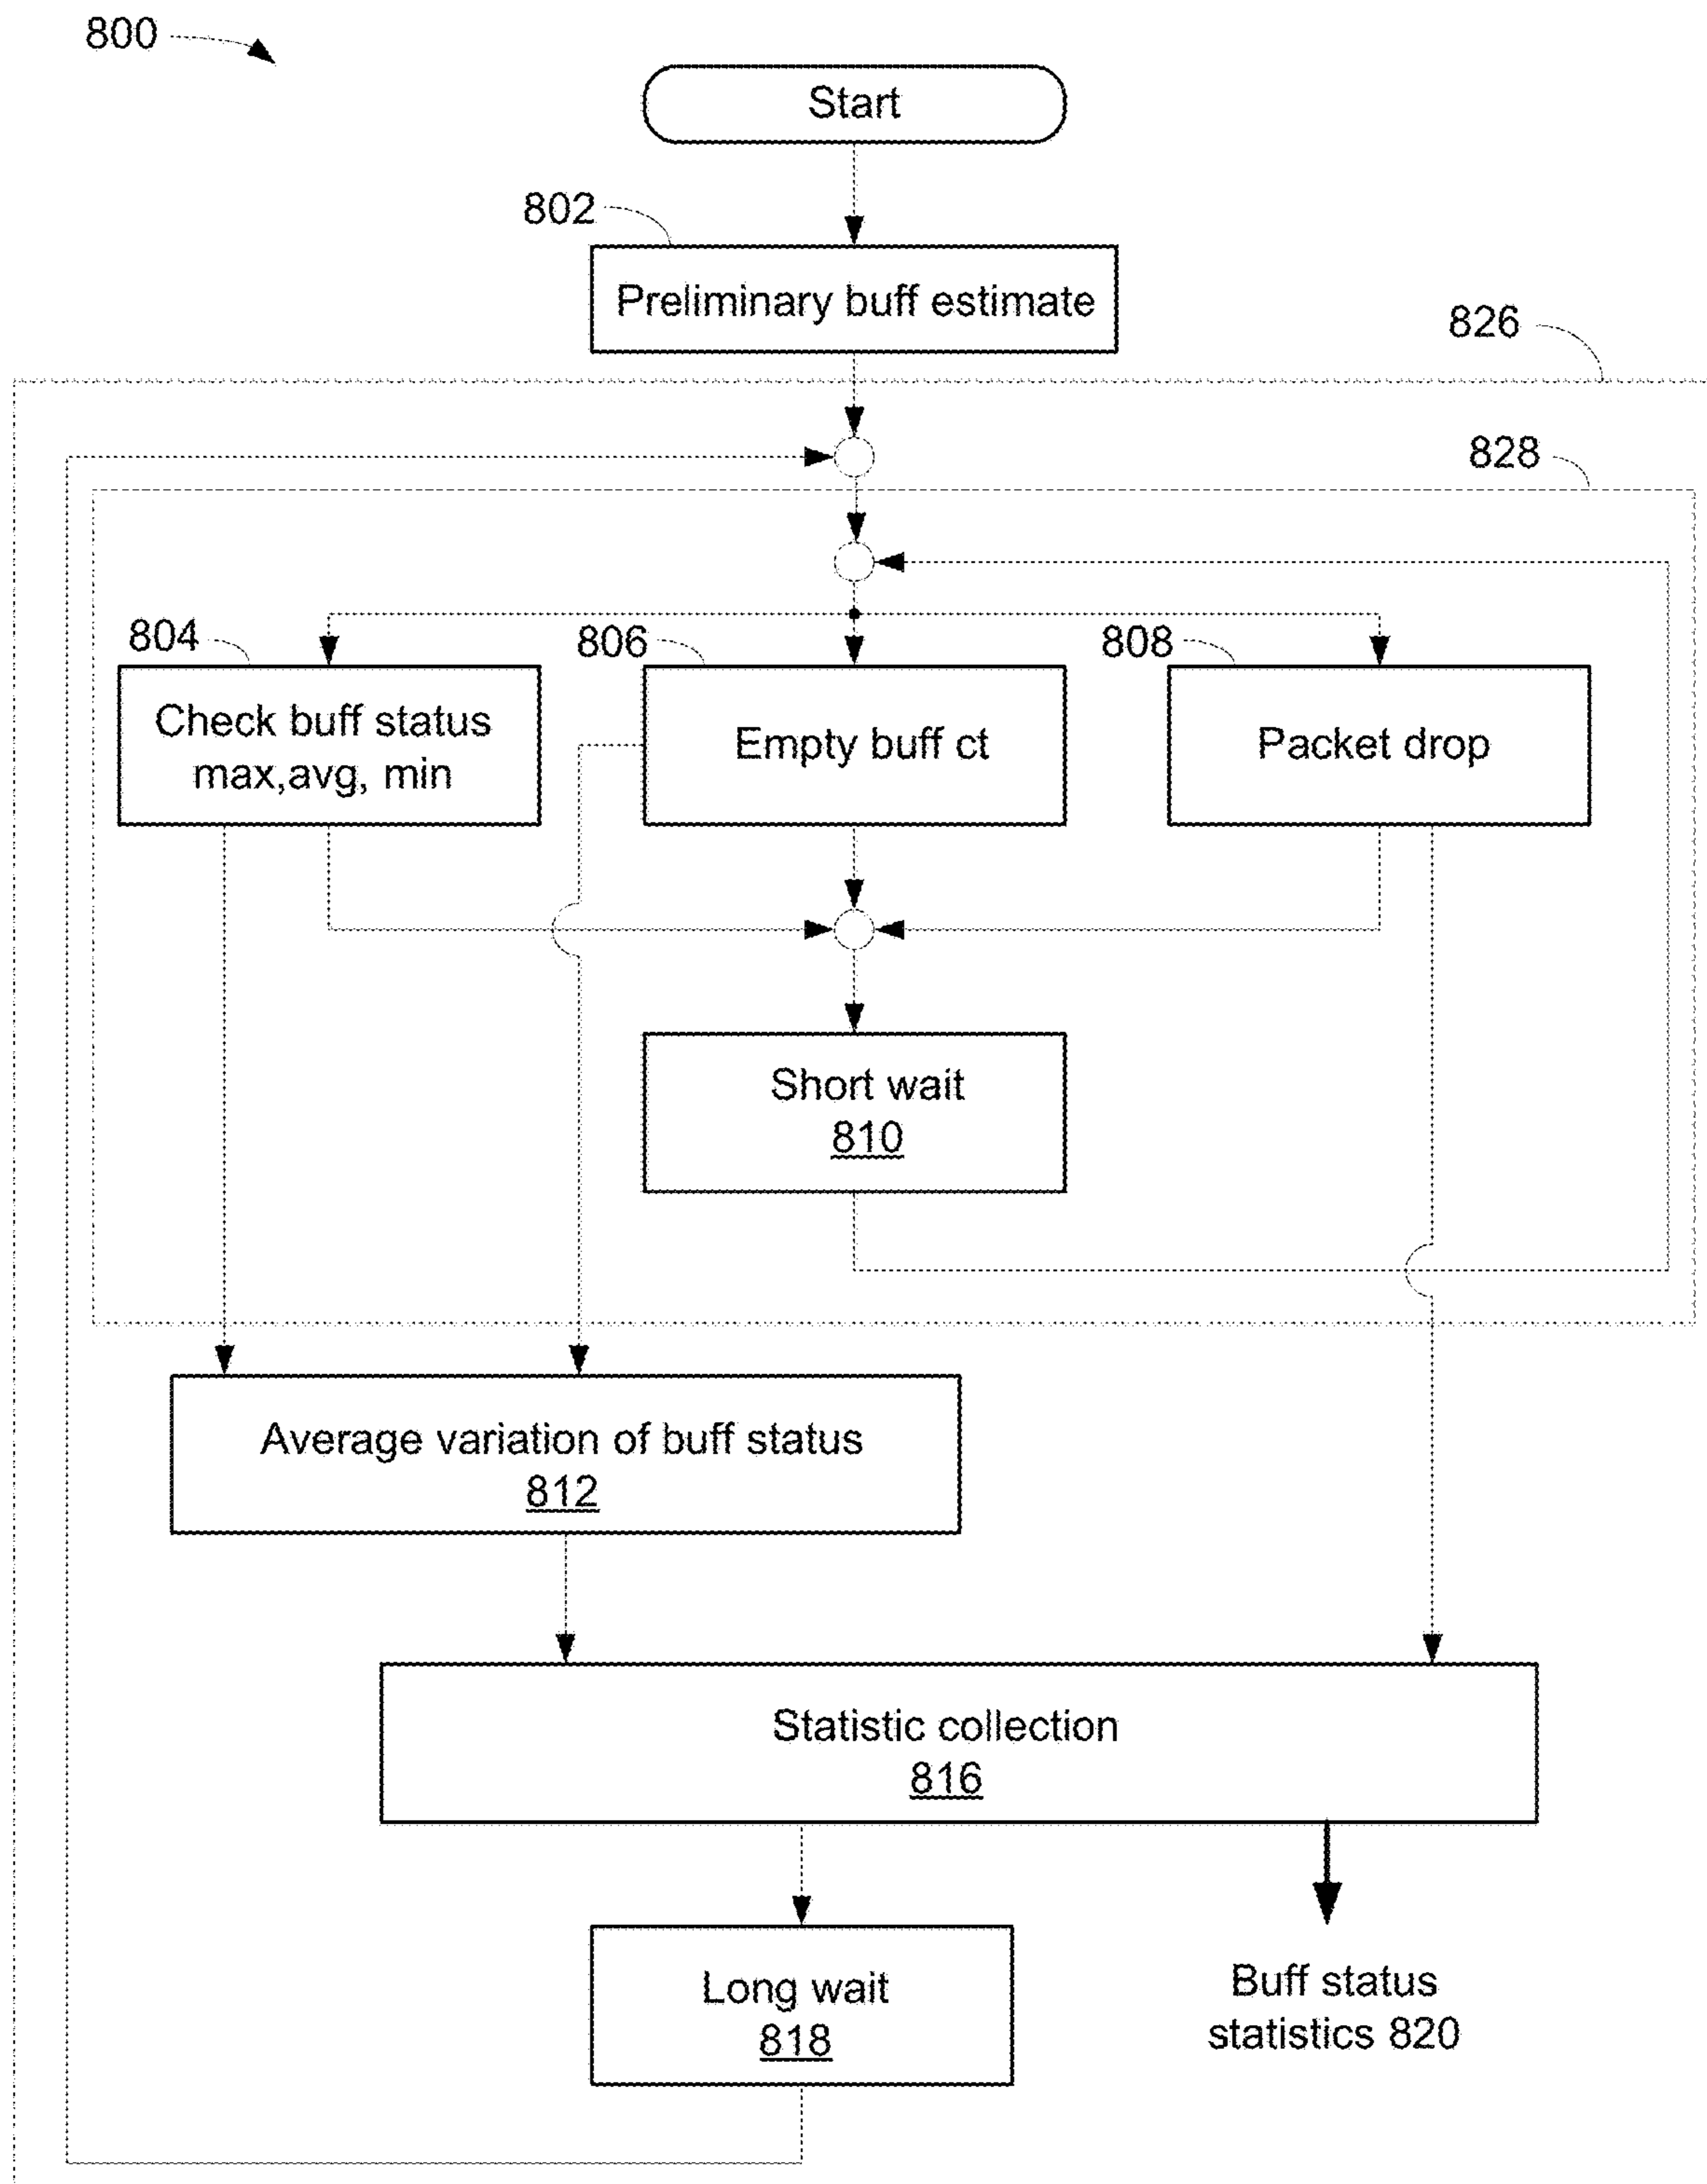 800
Start
802
Preliminary buff estimate
826
828
804
806
808
Check buff status
max,avg, min
Empty buff ct
Packet drop
Short wait
810
Average variation of buff status
812
Statistic collection
816
Long wait
818
Buff status
statistics 820